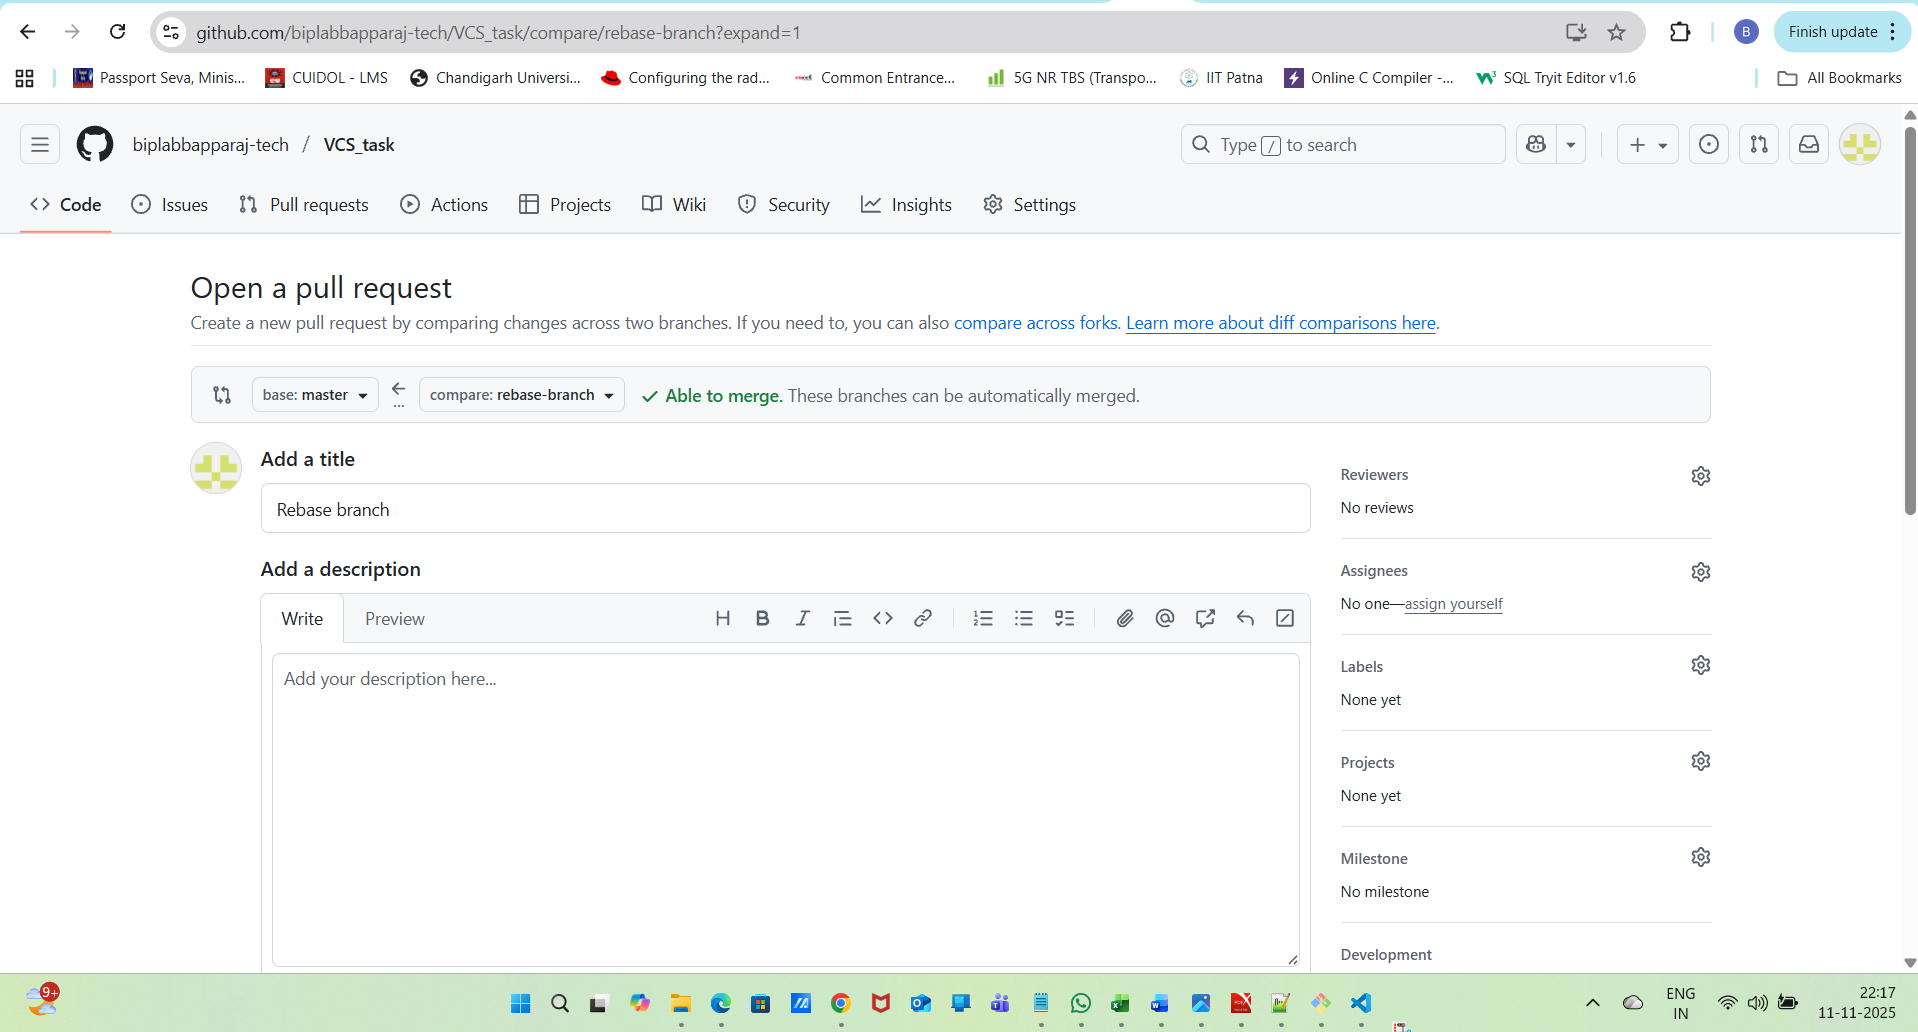 github.com/biplabbapparaj-tech/VCS_task/compare/rebase-branch?expand=1
B
Finish update
Passport Seva, Minis...
CUIDOL - LMS
Chandigarh Universi...
Configuring the rad...
Common Entrance...
5G NR TBS (Transpo...
IIT Patna
Online C Compiler -...
SQL Tryit Editor v1.6
All Bookmarks
biplabbapparaj-tech / VCS_task
Type / to search
Code
Issues
Pull requests
Actions
Projects
Wiki
Security
Insights
Settings
Open a pull request
Create a new pull request by comparing changes across two branches. If you need to, you can also compare across forks. Learn more about diff comparisons here.
base: master
compare: rebase-branch
Able to merge. These branches can be automatically merged.
Add a title
Rebase branch
Add a description
Write
Preview
Add your description here...
Reviewers
No reviews
Assignees
No one—assign yourself
Labels
None yet
Projects
None yet
Milestone
No milestone
Development
9+
ENG
IN
22:17
11-11-2025